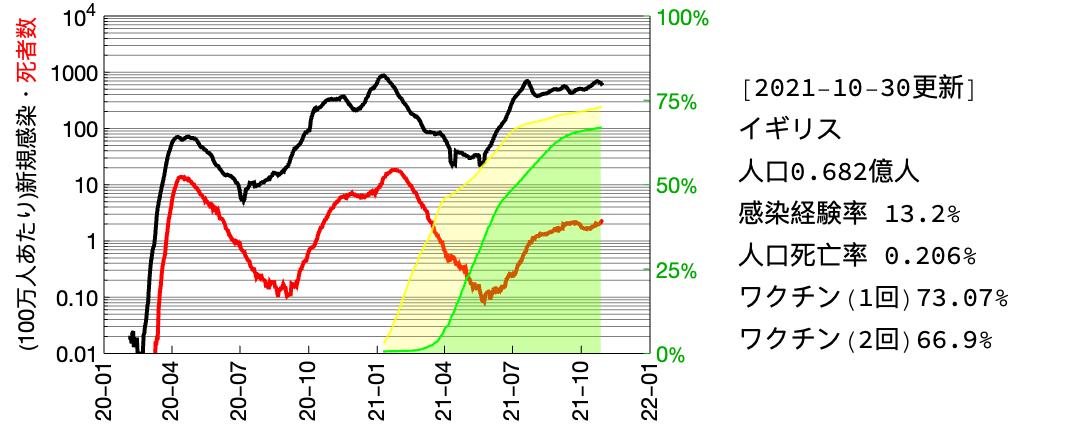 (100万人あたり)新規感染・死者数
10^4
1000
100
10
1
0.10
0.01
100%
75%
50%
25%
0%
20-01
20-04
20-07
20-10
21-01
21-04
21-07
21-10
22-01
[2021-10-30更新]
イギリス
人口0.682億人
感染経験率 13.2%
人口死亡率 0.206%
ワクチン(1回)73.07%
ワクチン(2回)66.9%